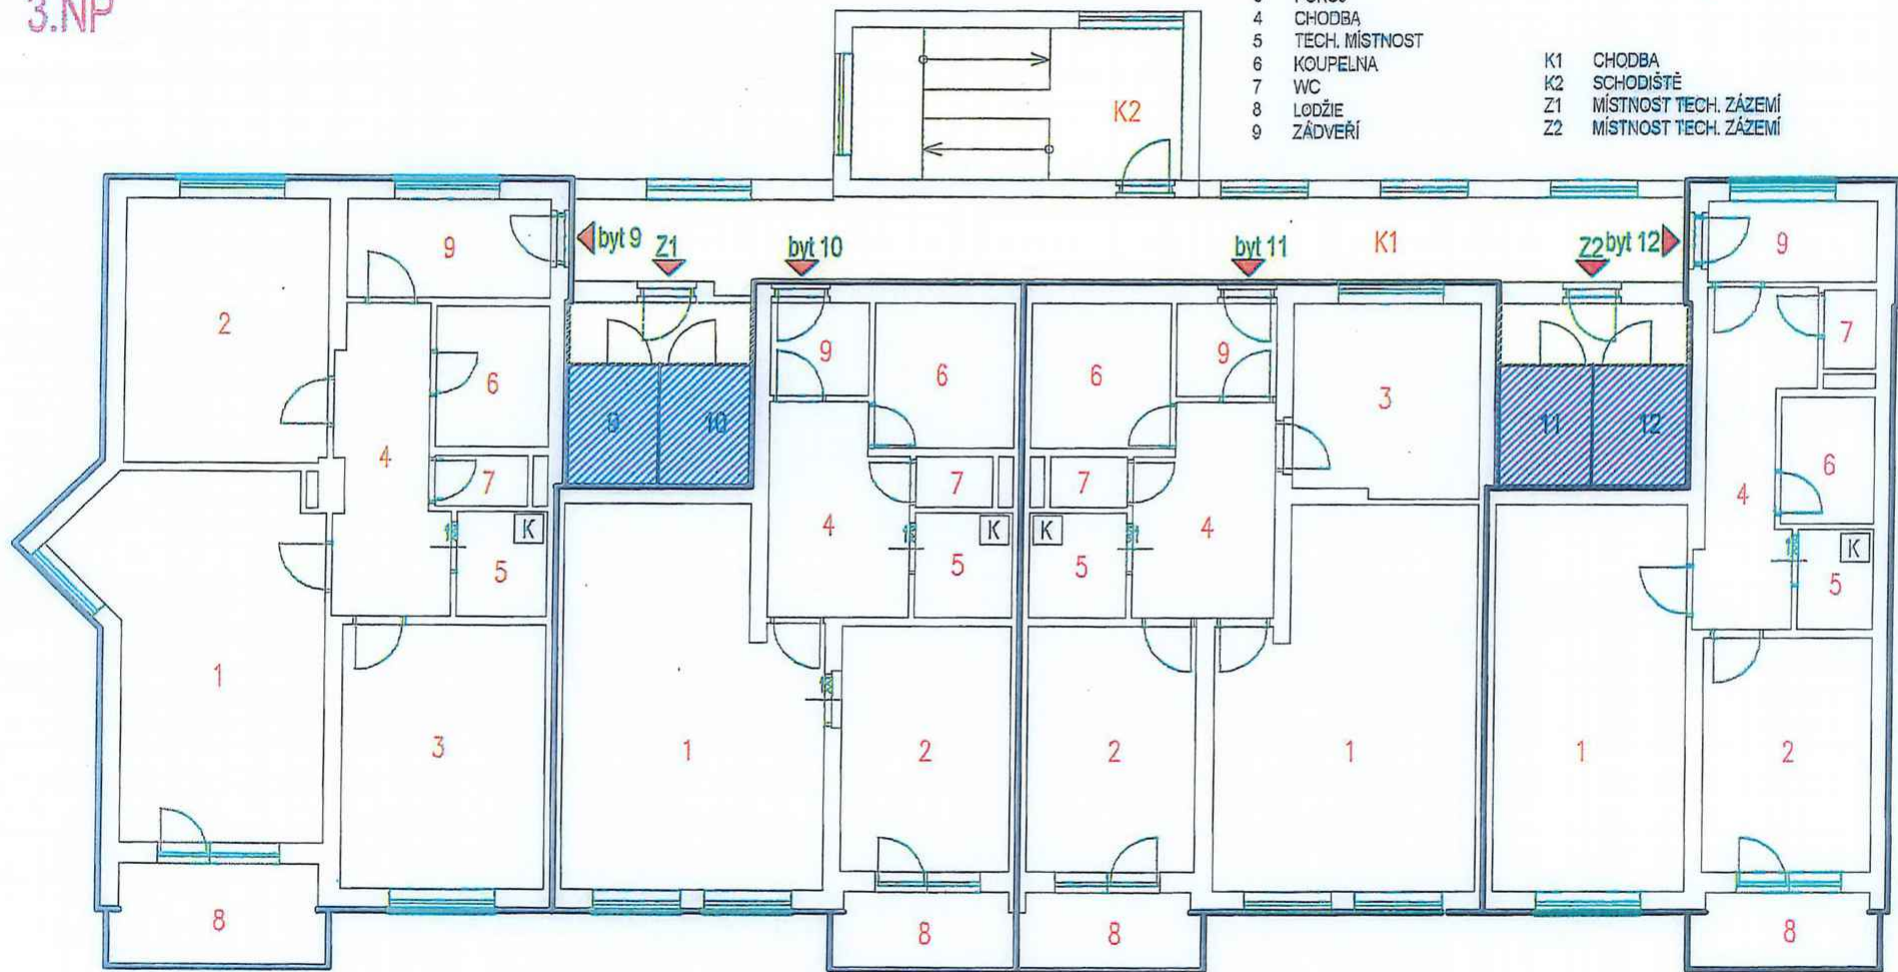 3.NP
4 CHODBA
5 TECH. MÍSTNOST
6 KOUPELNA
7 WC
8 LODŽIE
9 ZÁDVEŘÍ
K1 CHODBA
K2 SCHODIŠTĚ
Z1 MÍSTNOST TECH. ZÁZEMÍ
Z2 MÍSTNOST TECH. ZÁZEMÍ
K2
byt 9
Z1
byt 10
byt 11
K1
Z2
byt 12
9
9
2
9
6
6
9
3
7
6
4
9
10
11
12
6
7
7
7
4
4
4
K
K
K
K
5
5
5
5
1
3
1
2
2
1
1
2
8
8
8
8